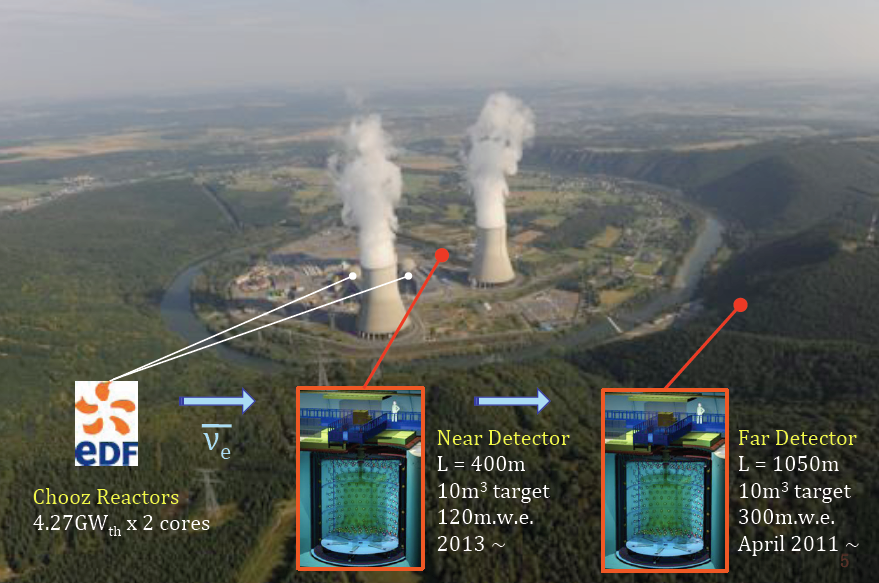 eDF
ν̅e
Chooz Reactors
4.27GWth x 2 cores
Near Detector
L = 400m
10m³ target
120m.w.e.
2013 ~
Far Detector
L = 1050m
10m³ target
300m.w.e.
April 2011 ~
5